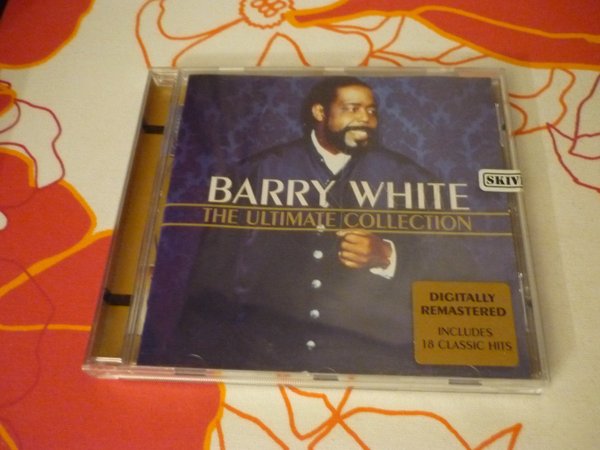 BARRY WHITE
THE ULTIMATE COLLECTION
SKIV
DIGITALLY
REMASTERED
INCLUDES
18 CLASSIC HITS